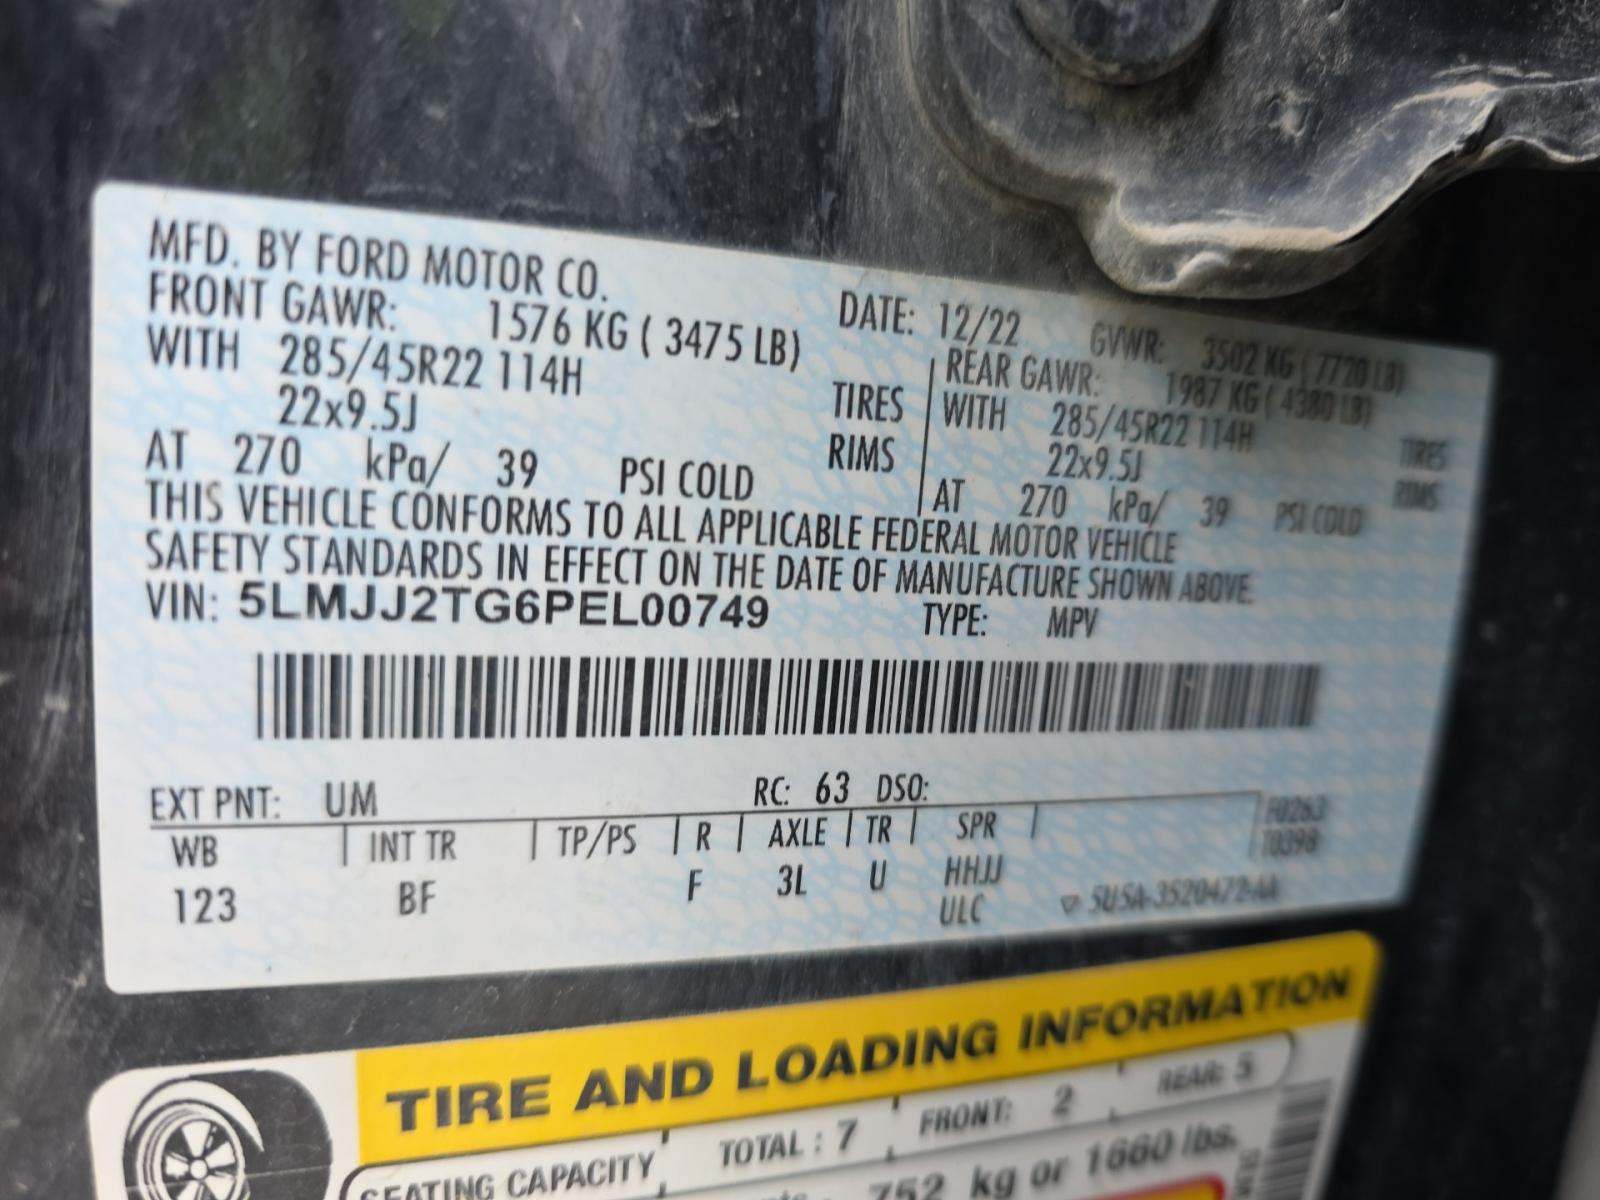 MFD. BY FORD MOTOR CO.
DATE: 12/22 GVWR: 3502 KG ( 7720 LB)
FRONT GAWR: 1576 KG ( 3475 LB)
REAR GAWR: 1987 KG ( 4380 LB)
WITH 285/45R22 114H TIRES
WITH 285/45R22 114H TIRES
22x9.5J RIMS
22x9.5J RIMS
AT 270 kPa/ 39 PSI COLD
AT 270 kPa/ 39 PSI COLD
THIS VEHICLE CONFORMS TO ALL APPLICABLE FEDERAL MOTOR VEHICLE
SAFETY STANDARDS IN EFFECT ON THE DATE OF MANUFACTURE SHOWN ABOVE.
VIN: 5LMJJ2TG6PEL00749 TYPE: MPV
EXT PNT: UM RC: 63 DSO:
WB INT TR TP/PS R AXLE TR SPR
123 BF F 3L U HHJJ
ULC
TIRE AND LOADING INFORMATION
SEATING CAPACITY TOTAL : 7 FRONT: 2 REAR: 5
752 kg or 1660 lbs.